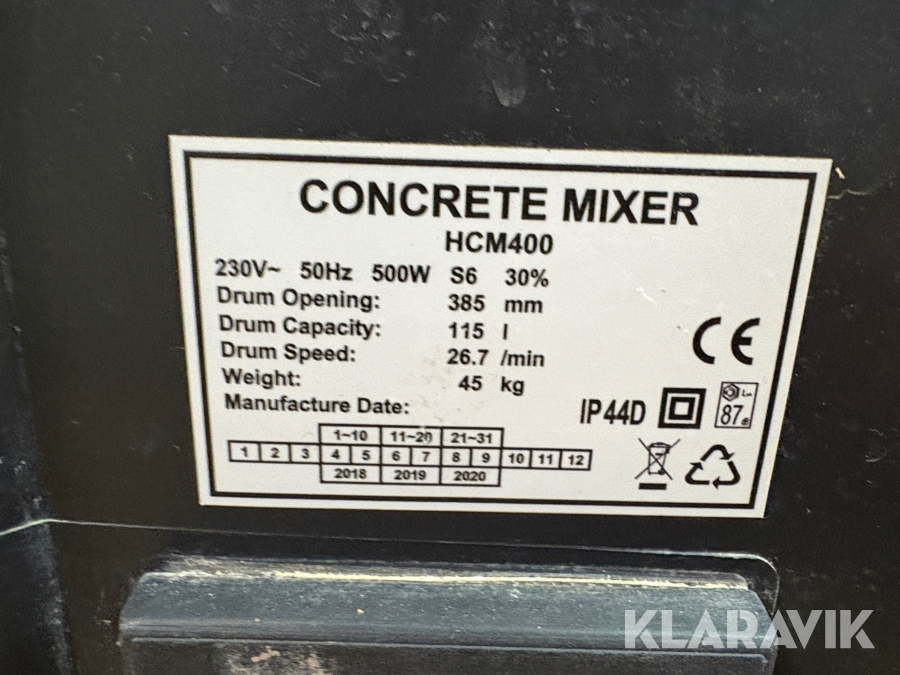 CONCRETE MIXER
HCM400
230V~ 50Hz 500W S6 30%
Drum Opening: 385 mm
Drum Capacity: 115 l
Drum Speed: 26.7 /min
Weight: 45 kg
Manufacture Date:
IP44D
87
1~10 11~20 21~31
1 2 3 4 5 6 7 8 9 10 11 12
2018 2019 2020
CE
KLARAVIK